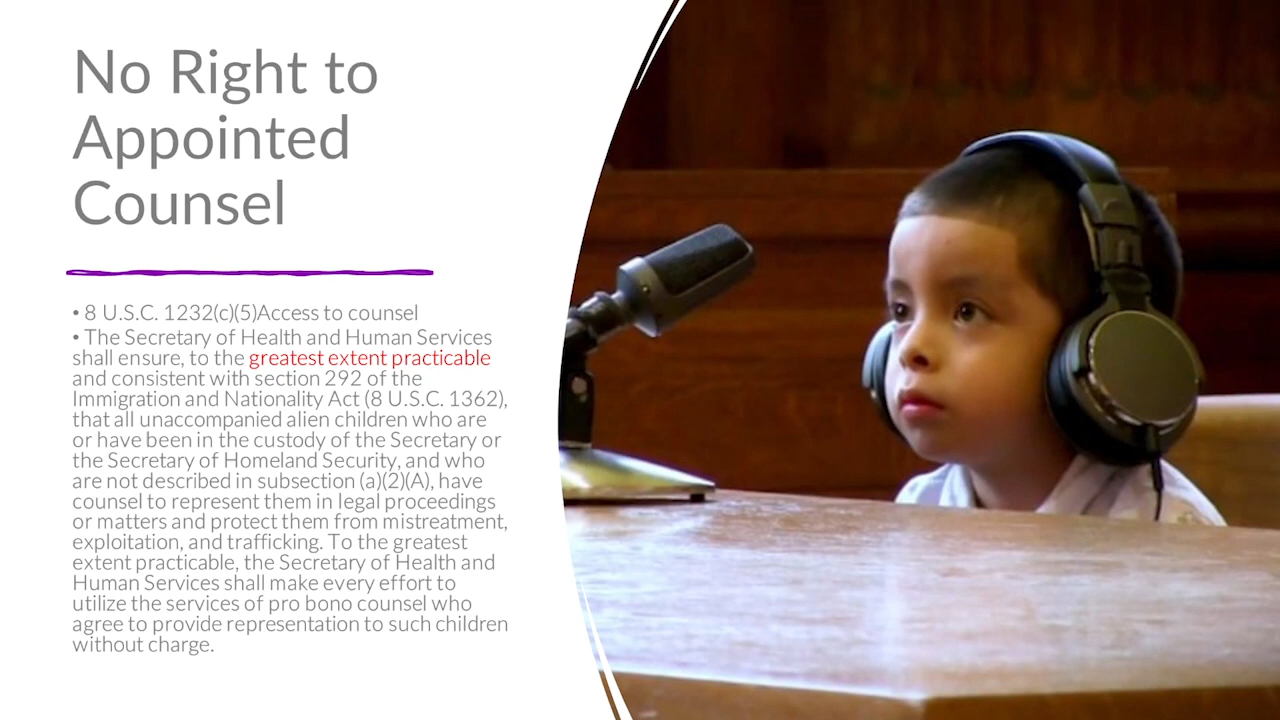 No Right to
Appointed
Counsel
• 8 U.S.C. 1232(c)(5)Access to counsel
• The Secretary of Health and Human Services
shall ensure, to the greatest extent practicable
and consistent with section 292 of the
Immigration and Nationality Act (8 U.S.C. 1362),
that all unaccompanied alien children who are
or have been in the custody of the Secretary or
the Secretary of Homeland Security, and who
are not described in subsection (a)(2)(A), have
counsel to represent them in legal proceedings
or matters and protect them from mistreatment,
exploitation, and trafficking. To the greatest
extent practicable, the Secretary of Health and
Human Services shall make every effort to
utilize the services of pro bono counsel who
agree to provide representation to such children
without charge.